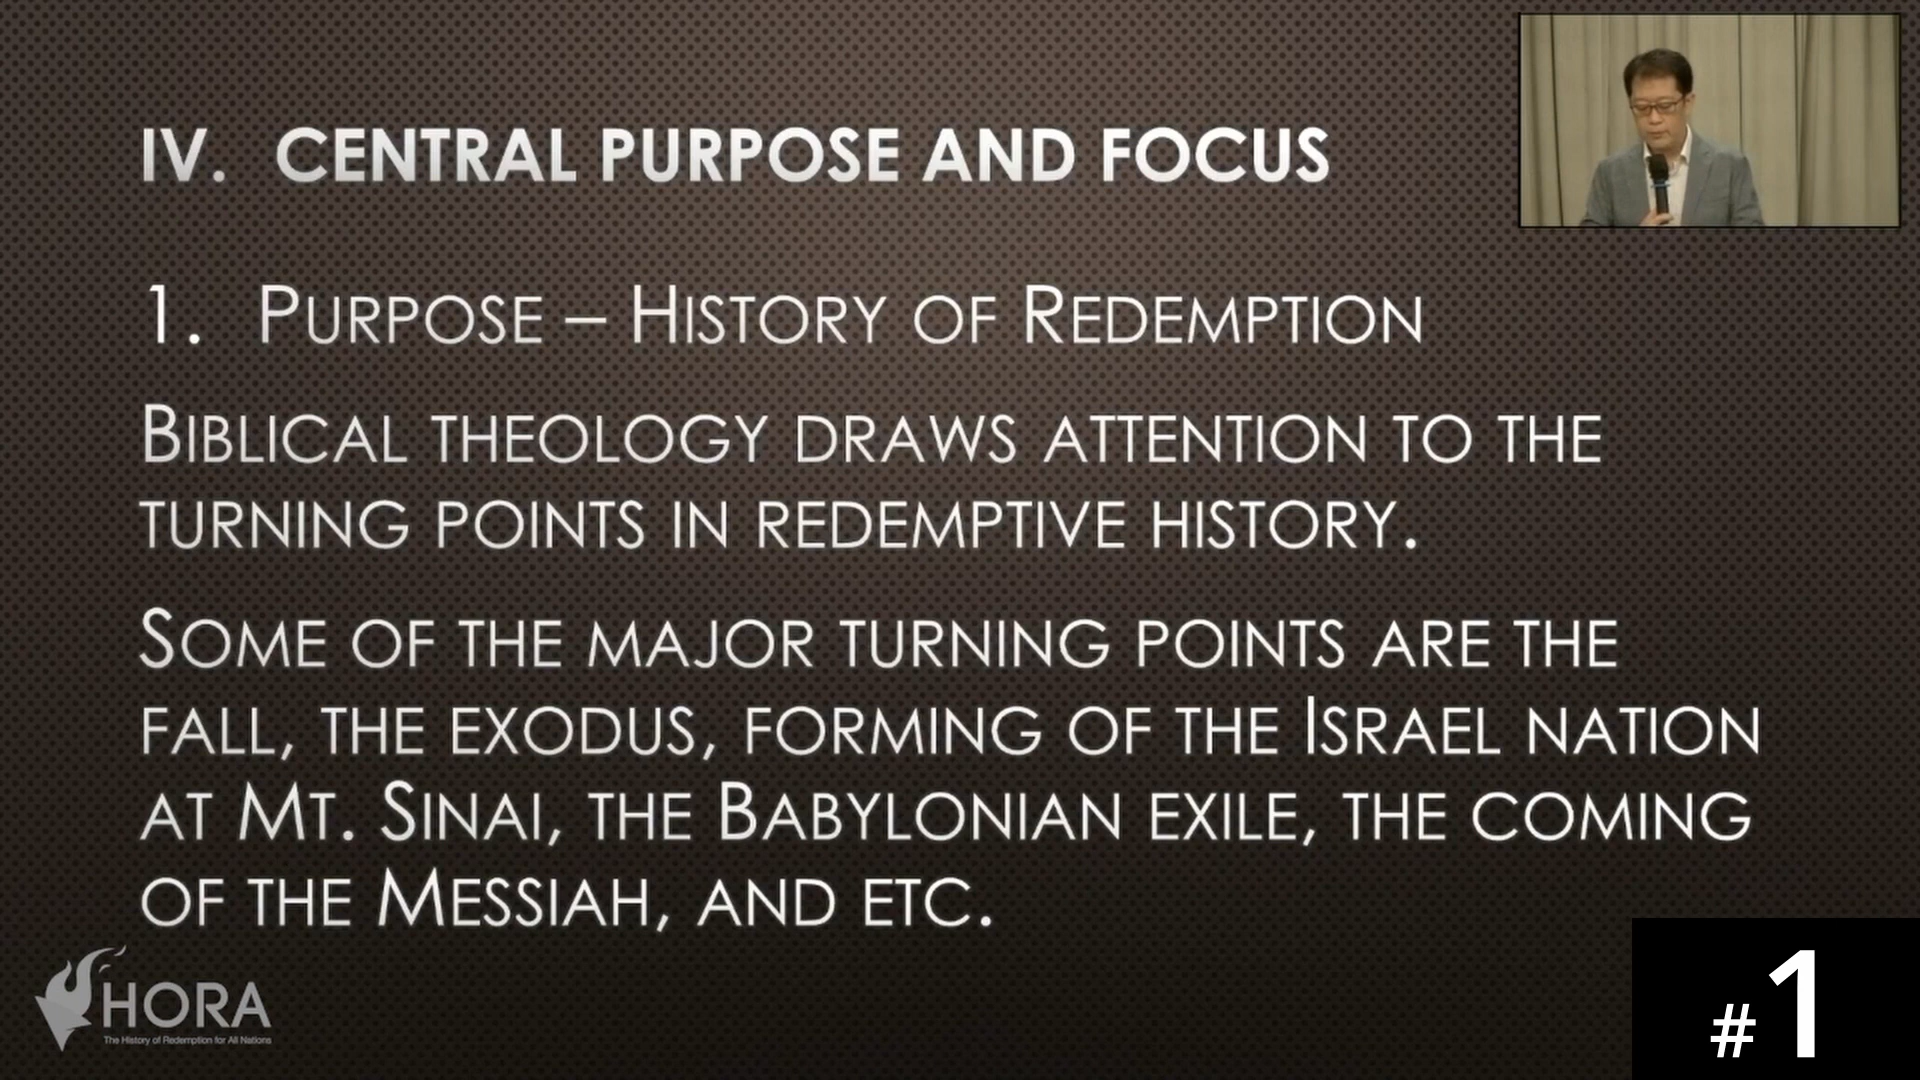 IV. CENTRAL PURPOSE AND FOCUS
1. PURPOSE – HISTORY OF REDEMPTION
BIBLICAL THEOLOGY DRAWS ATTENTION TO THE
TURNING POINTS IN REDEMPTIVE HISTORY.
SOME OF THE MAJOR TURNING POINTS ARE THE
FALL, THE EXODUS, FORMING OF THE ISRAEL NATION
AT MT. SINAI, THE BABYLONIAN EXILE, THE COMING
OF THE MESSIAH, AND ETC.
HORA
The History of Redemption for All Nations
#1